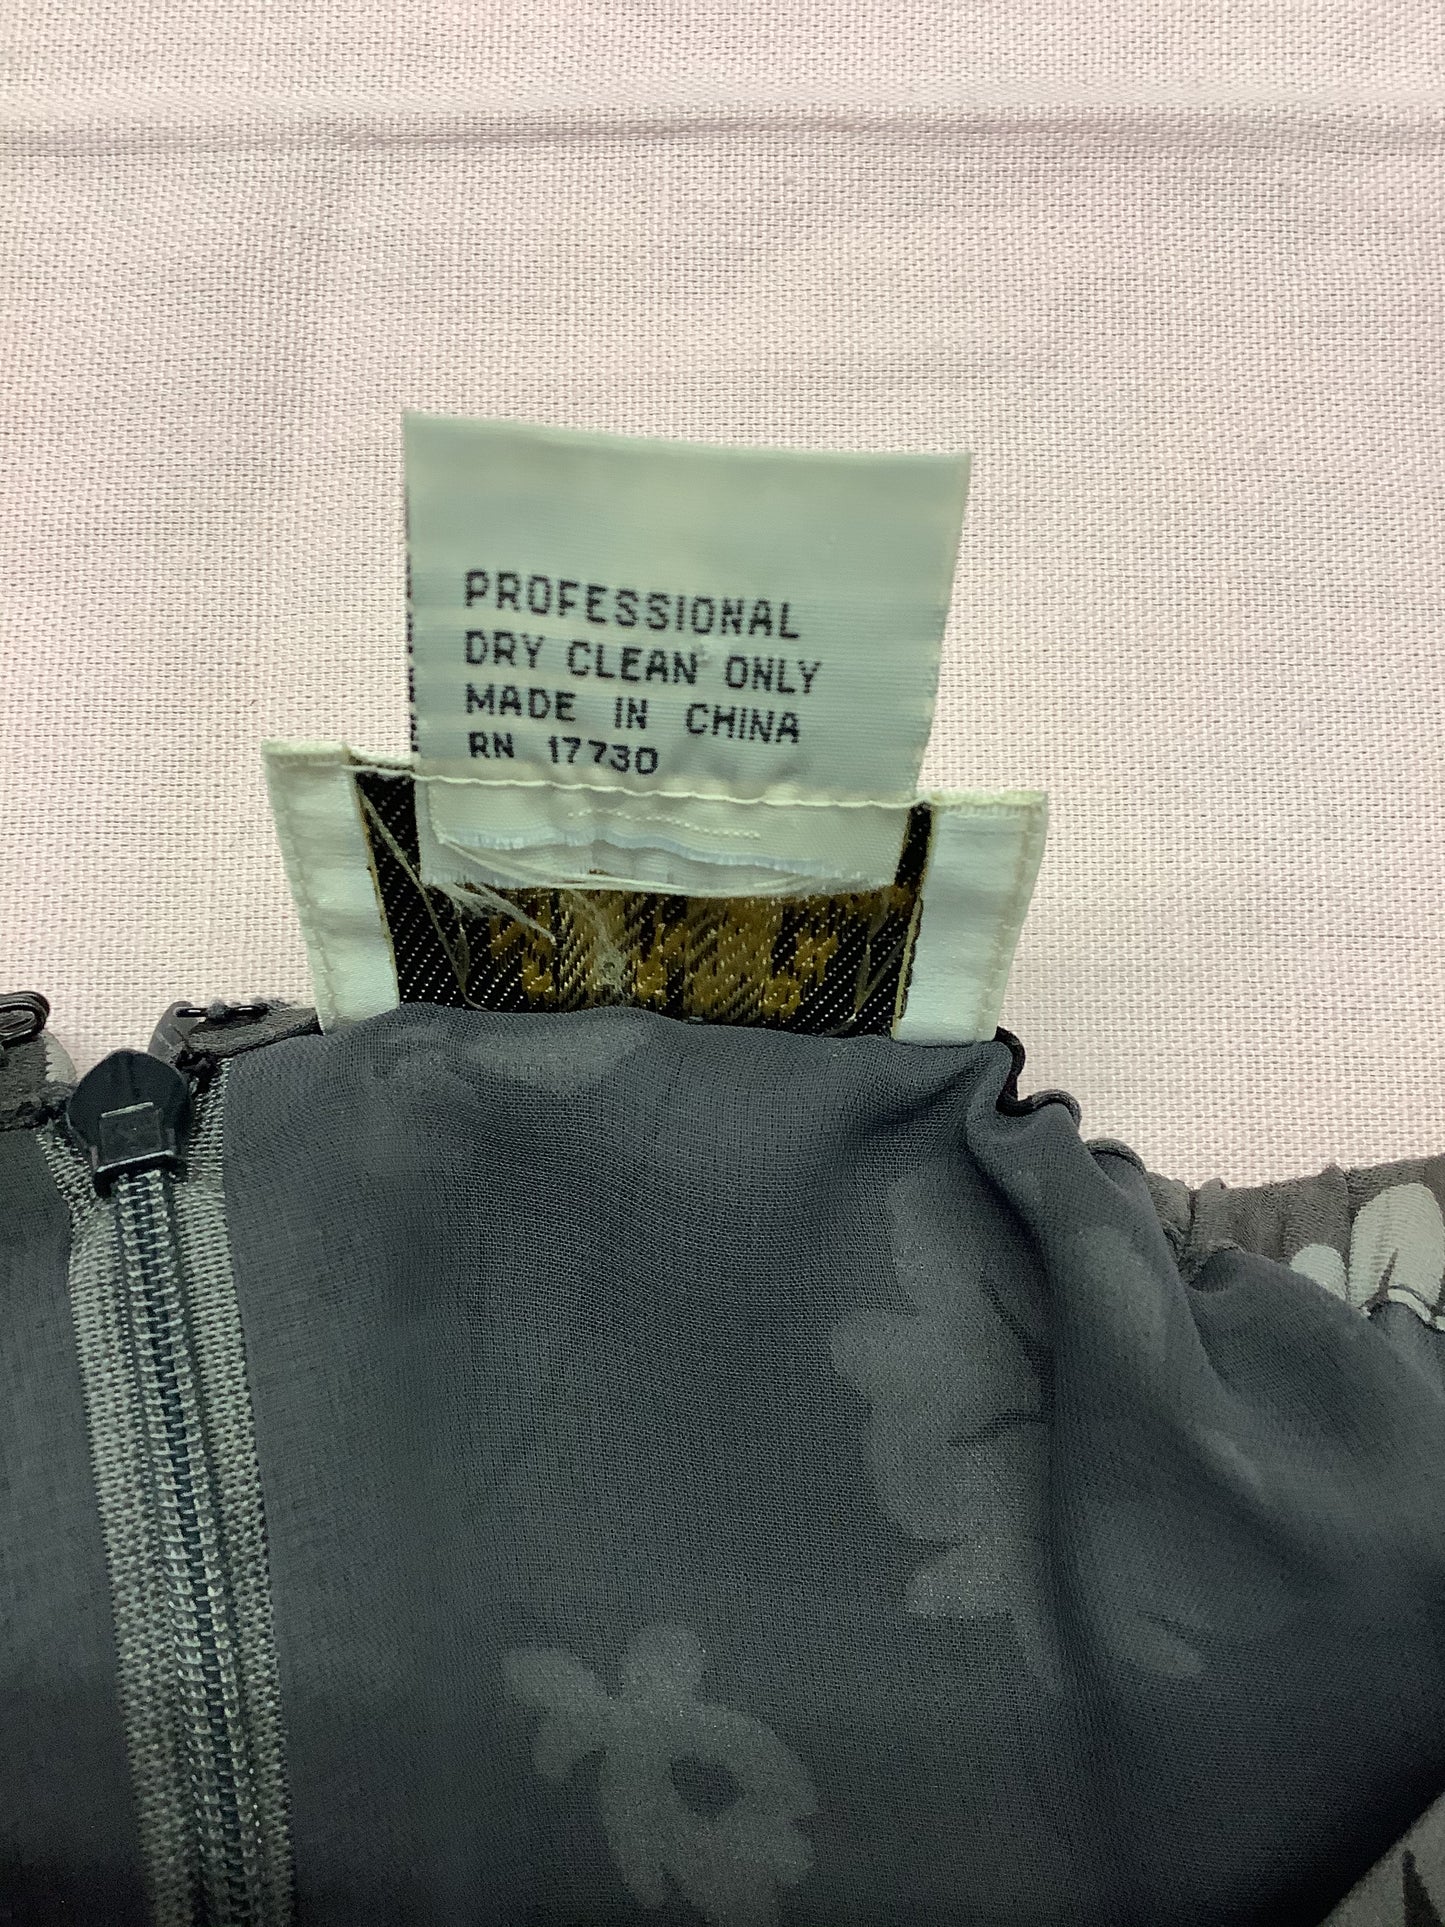 PROFESSIONAL
DRY CLEAN ONLY
MADE IN CHINA
RN 17730